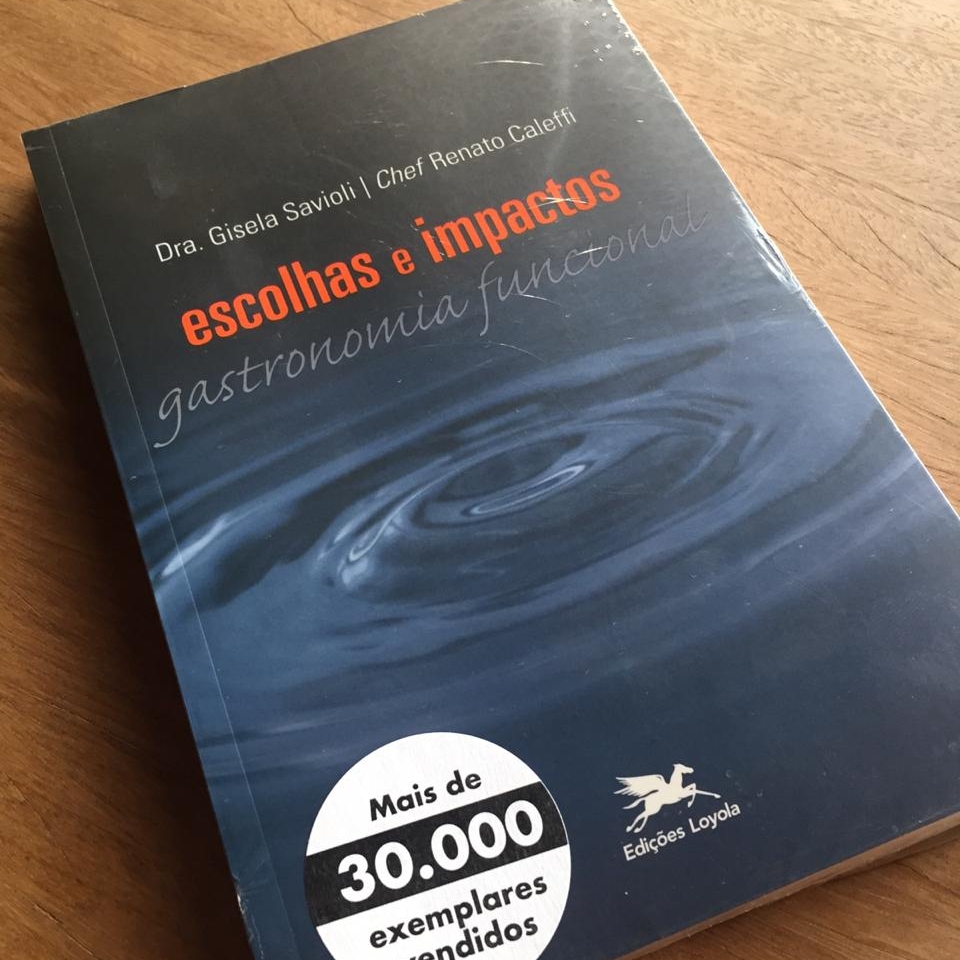 Dra. Gisela Savioli | Chef Renato Caleffi
escolhas e impactos
gastronomia funcional
Mais de
30.000
exemplares
vendidos
Edições Loyola